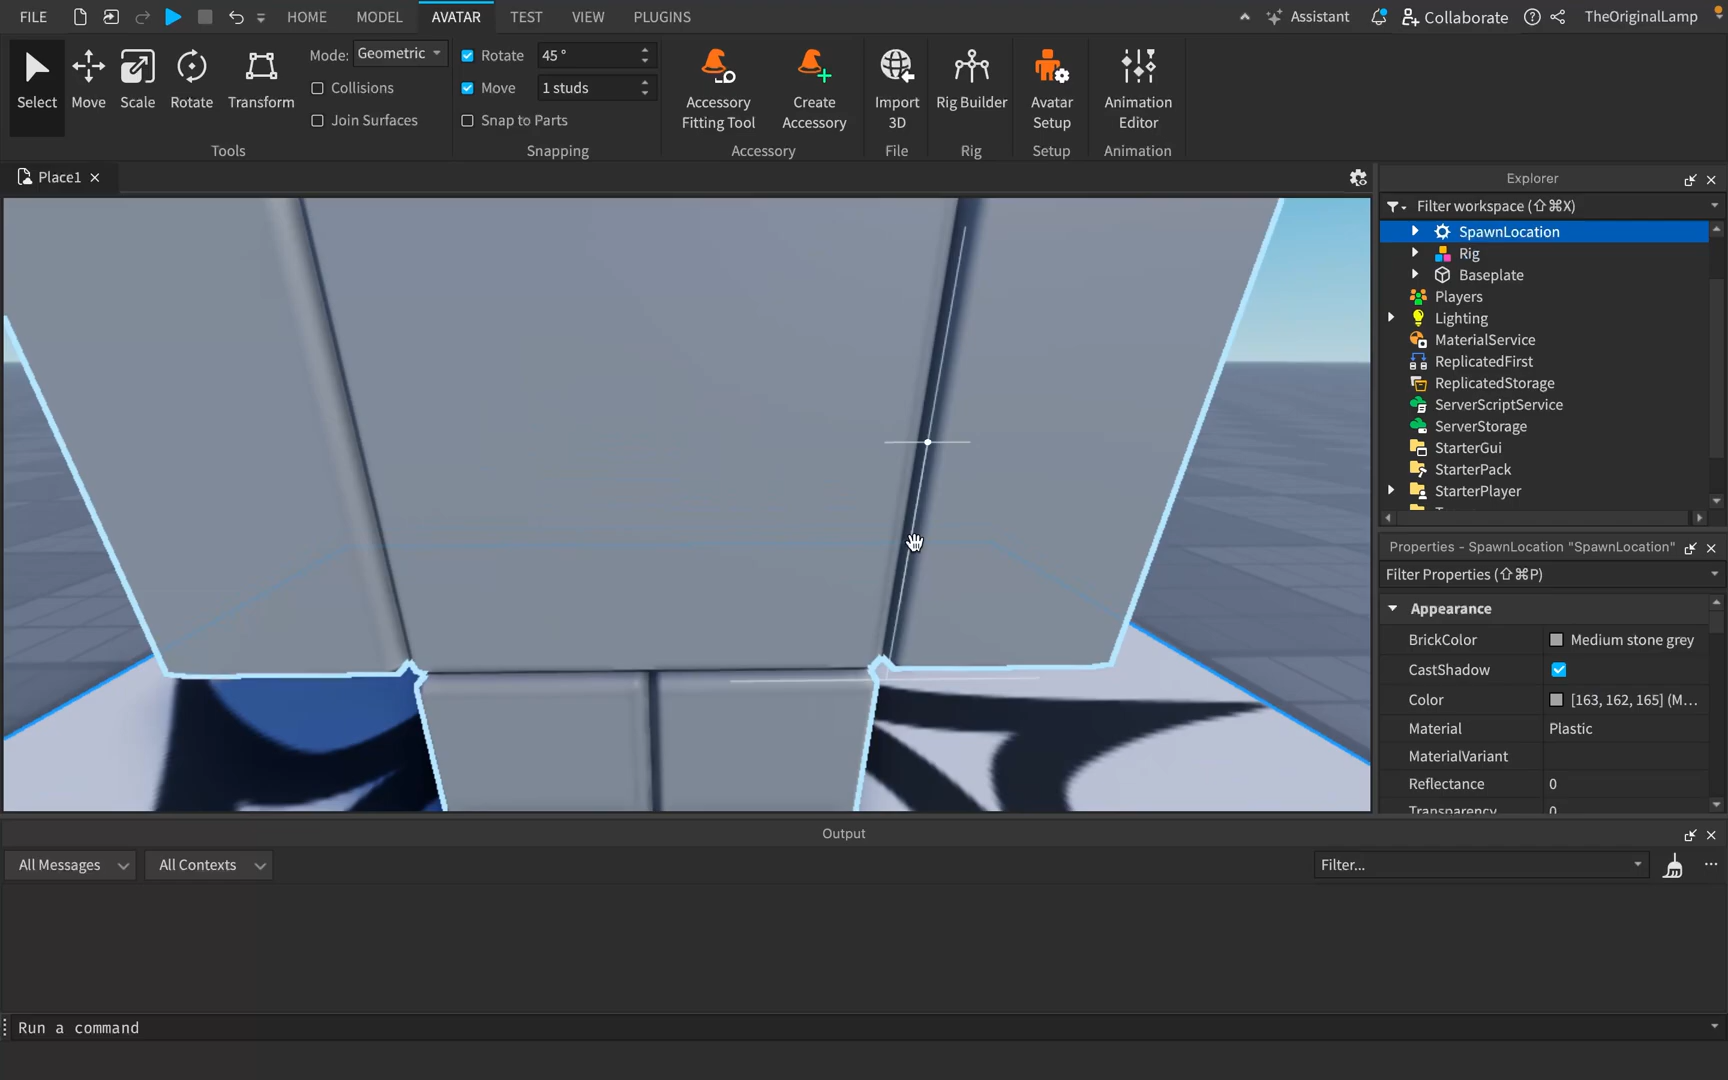 FILE HOME MODEL AVATAR TEST VIEW PLUGINS Assistant Collaborate TheOriginalLamp
Select Move Scale Rotate Transform
Mode: Geometric
Collisions
Join Surfaces
Tools
Rotate 45 °
Move 1 studs
Snap to Parts
Snapping
Accessory Fitting Tool
Create Accessory
Accessory
Import 3D
File
Rig Builder
Rig
Avatar Setup
Setup
Animation Editor
Animation
Place1
Explorer
Filter workspace (⇧⌘X)
SpawnLocation
Rig
Baseplate
Players
Lighting
MaterialService
ReplicatedFirst
ReplicatedStorage
ServerScriptService
ServerStorage
StarterGui
StarterPack
StarterPlayer
Properties - SpawnLocation "SpawnLocation"
Filter Properties (⇧⌘P)
Appearance
BrickColor Medium stone grey
CastShadow
Color [163, 162, 165] (M...
Material Plastic
MaterialVariant
Reflectance 0
Transparency 0
Output
All Messages All Contexts Filter...
Run a command